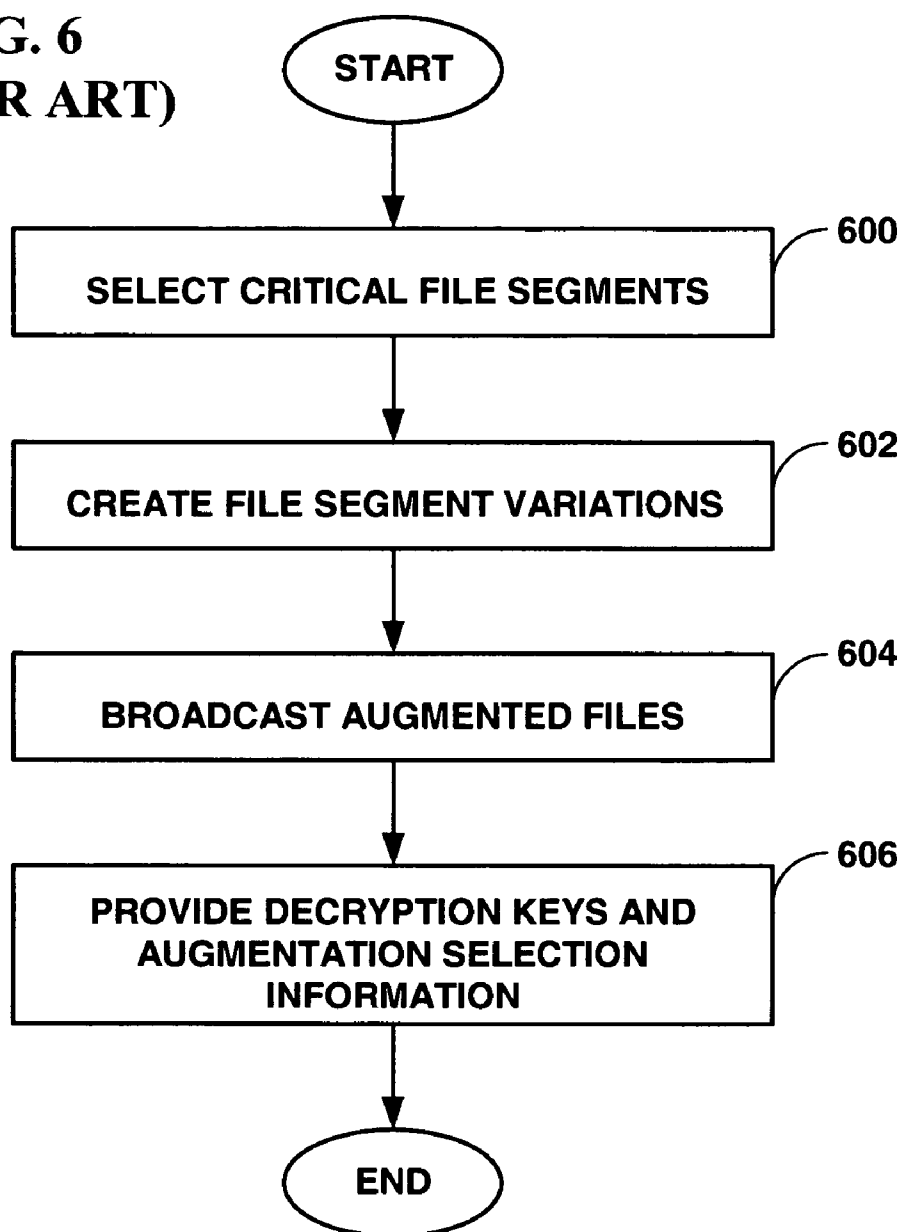 G. 6
R ART)
START
600
SELECT CRITICAL FILE SEGMENTS
602
CREATE FILE SEGMENT VARIATIONS
604
BROADCAST AUGMENTED FILES
606
PROVIDE DECRYPTION KEYS AND
AUGMENTATION SELECTION
INFORMATION
END